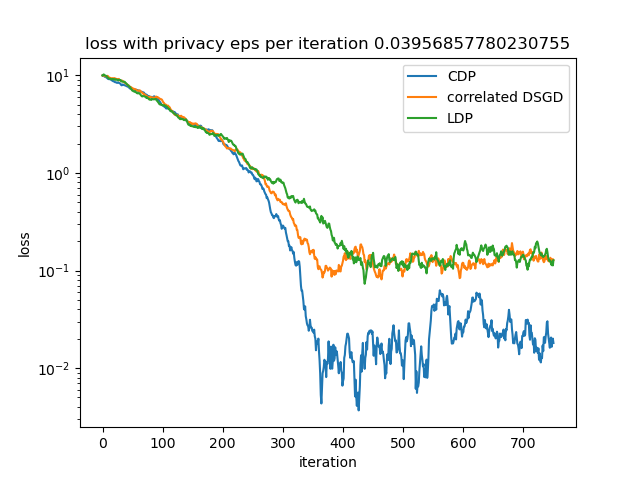 loss with privacy eps per iteration 0.03956857780230755
CDP
correlated DSGD
LDP
10¹
10⁰
10⁻¹
10⁻²
loss
0 100 200 300 400 500 600 700
iteration